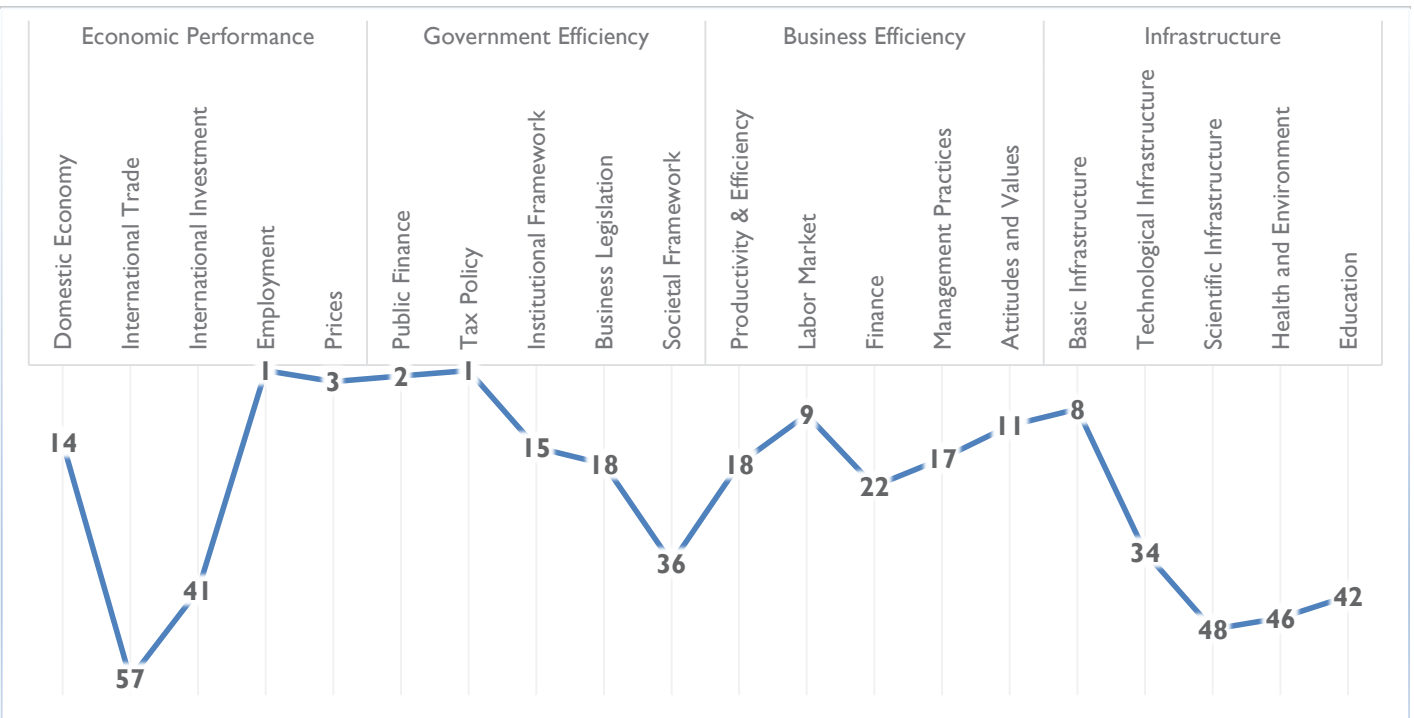 Economic Performance
Government Efficiency
Business Efficiency
Infrastructure
Domestic Economy
International Trade
International Investment
Employment
Prices
Public Finance
Tax Policy
Institutional Framework
Business Legislation
Societal Framework
Productivity & Efficiency
Labor Market
Finance
Management Practices
Attitudes and Values
Basic Infrastructure
Technological Infrastructure
Scientific Infrastructure
Health and Environment
Education
14
57
41
1
3
2
1
15
18
36
18
9
22
17
11
8
34
48
46
42